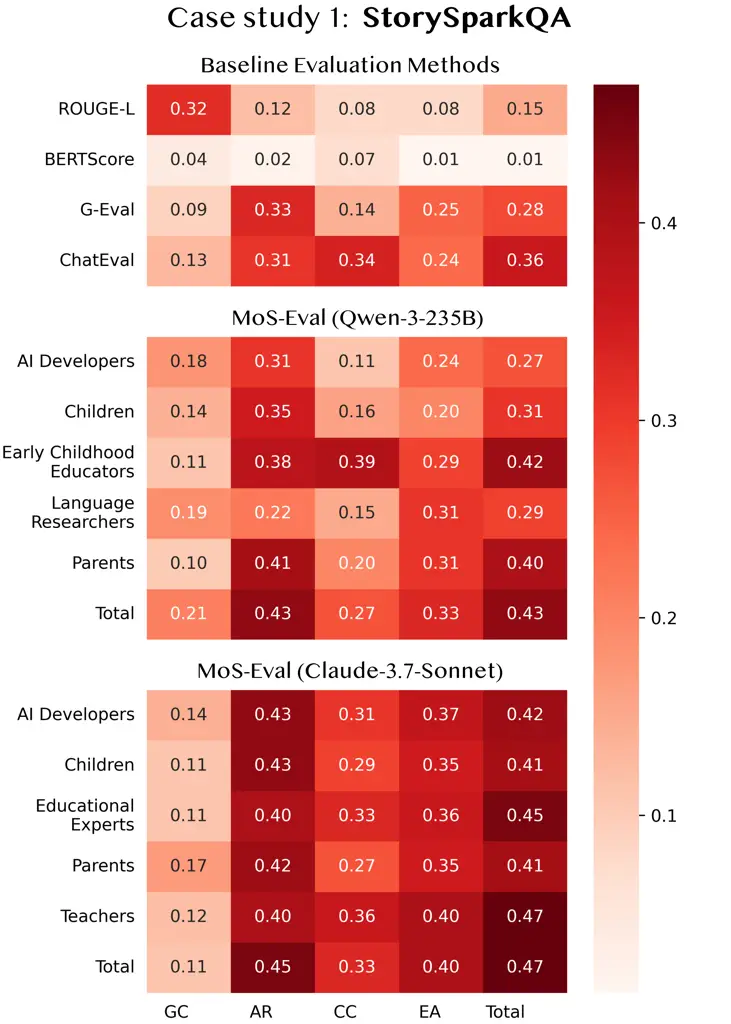 Case study 1: StorySparkQA
Baseline Evaluation Methods
ROUGE-L 0.32 0.12 0.08 0.08 0.15
BERTScore 0.04 0.02 0.07 0.01 0.01
G-Eval 0.09 0.33 0.14 0.25 0.28
ChatEval 0.13 0.31 0.34 0.24 0.36
MoS-Eval (Qwen-3-235B)
AI Developers 0.18 0.31 0.11 0.24 0.27
Children 0.14 0.35 0.16 0.20 0.31
Early Childhood
Educators 0.11 0.38 0.39 0.29 0.42
Language
Researchers 0.19 0.22 0.15 0.31 0.29
Parents 0.10 0.41 0.20 0.31 0.40
Total 0.21 0.43 0.27 0.33 0.43
MoS-Eval (Claude-3.7-Sonnet)
AI Developers 0.14 0.43 0.31 0.37 0.42
Children 0.11 0.43 0.29 0.35 0.41
Educational
Experts 0.11 0.40 0.33 0.36 0.45
Parents 0.17 0.42 0.27 0.35 0.41
Teachers 0.12 0.40 0.36 0.40 0.47
Total 0.11 0.45 0.33 0.40 0.47
GC AR CC EA Total
0.4
0.3
0.2
0.1